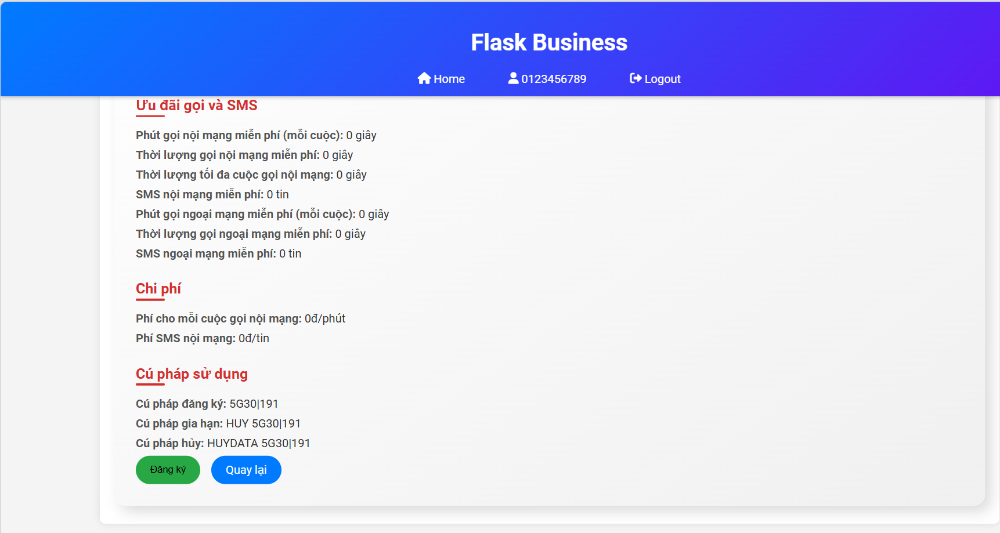 Flask Business
Home 0123456789 Logout
Ưu đãi gọi và SMS
Phút gọi nội mạng miễn phí (mỗi cuộc): 0 giây
Thời lượng gọi nội mạng miễn phí: 0 giây
Thời lượng tối đa cuộc gọi nội mạng: 0 giây
SMS nội mạng miễn phí: 0 tin
Phút gọi ngoại mạng miễn phí (mỗi cuộc): 0 giây
Thời lượng gọi ngoại mạng miễn phí: 0 giây
SMS ngoại mạng miễn phí: 0 tin
Chi phí
Phí cho mỗi cuộc gọi nội mạng: 0đ/phút
Phí SMS nội mạng: 0đ/tin
Cú pháp sử dụng
Cú pháp đăng ký: 5G30|191
Cú pháp gia hạn: HUY 5G30|191
Cú pháp hủy: HUYDATA 5G30|191
Đăng ký Quay lại